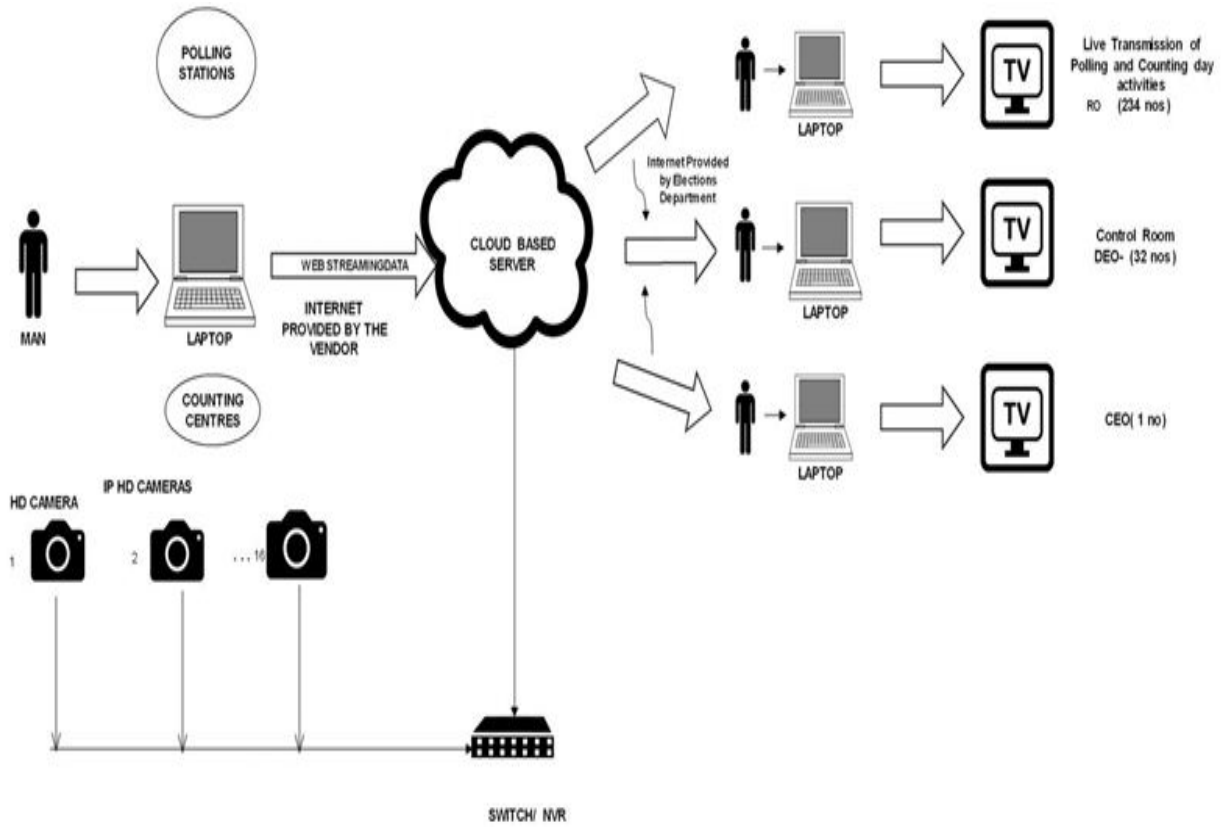 POLLING
STATIONS
MAN
LAPTOP
WEB STREAMINGDATA
INTERNET
PROVIDED BY THE
VENDOR
CLOUD BASED
SERVER
COUNTING
CENTRES
HD CAMERA
IP HD CAMERAS
1
2
...16
SWITCH/ NVR
Internet Provided
by Elections
Department
LAPTOP
TV
Live Transmission of
Polling and Counting day
activities
RO (234 nos)
LAPTOP
TV
Control Room
DEO- (32 nos)
LAPTOP
TV
CEO( 1 no)